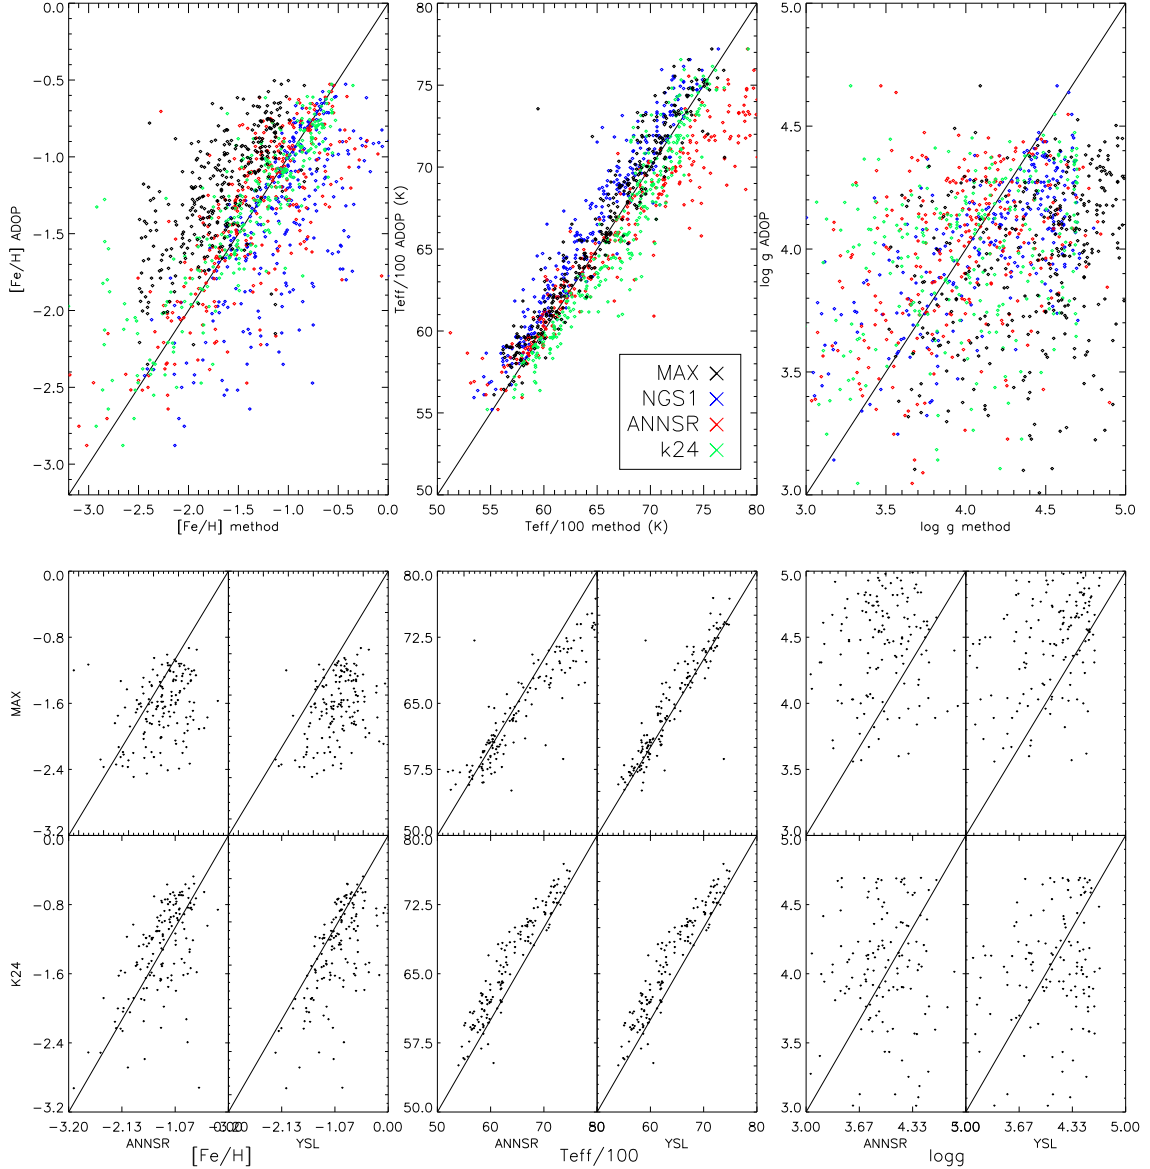 0.0
−0.5
−1.0
−1.5
−2.0
−2.5
−3.0
[Fe/H] ADOP
−3.0 −2.5 −2.0 −1.5 −1.0 −0.5 0.0
[Fe/H] method
80
75
70
65
60
55
50
Teff/100 ADOP (K)
MAX
NGS1
ANNSR
k24
50 55 60 65 70 75 80
Teff/100 method (K)
5.0
4.5
4.0
3.5
3.0
log g ADOP
3.0 3.5 4.0 4.5 5.0
log g method
0.0
−0.8
−1.6
−2.4
−3.2
MAX
80.0
72.5
65.0
57.5
50.0
5.0
4.5
4.0
3.5
3.0
0.0
−0.8
−1.6
−2.4
−3.2
K24
80.0
72.5
65.0
57.5
50.0
5.0
4.5
4.0
3.5
3.0
−3.20 −2.13 −1.07 0.00 −3.20 −2.13 −1.07 0.00
ANNSR YSL
[Fe/H]
50 60 70 80 50 60 70 80
ANNSR YSL
Teff/100
3.00 3.67 4.33 5.00 3.00 3.67 4.33 5.00
ANNSR YSL
logg